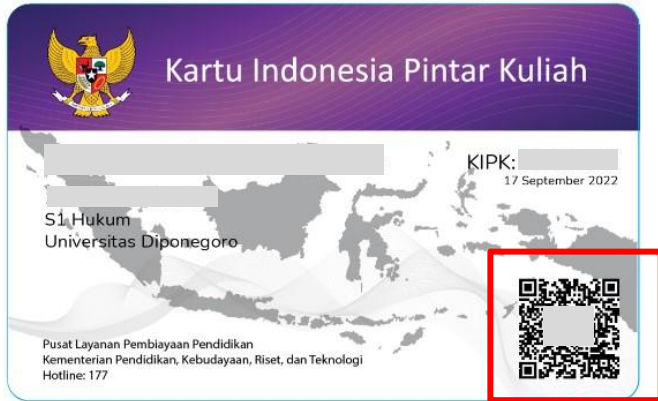 Kartu Indonesia Pintar Kuliah
KIPK:
17 September 2022
S1 Hukum
Universitas Diponegoro
Pusat Layanan Pembiayaan Pendidikan
Kementerian Pendidikan, Kebudayaan, Riset, dan Teknologi
Hotline: 177